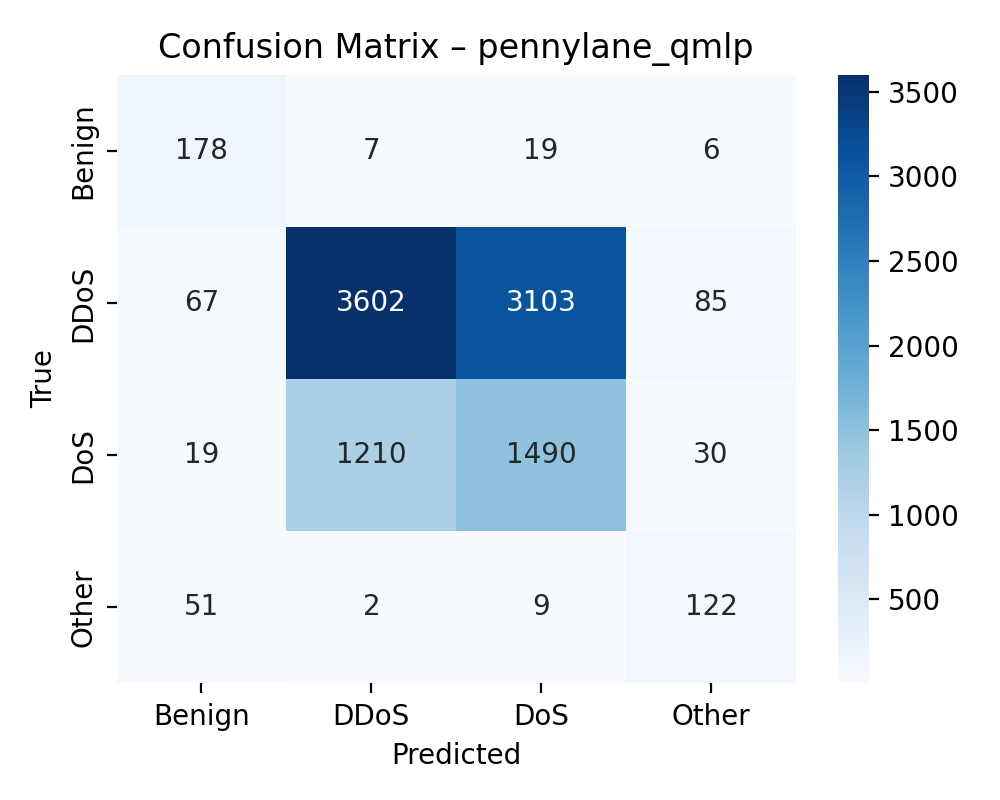 Confusion Matrix – pennylane_qmlp
True
Benign 178 7 19 6
DDoS 67 3602 3103 85
DoS 19 1210 1490 30
Other 51 2 9 122
Benign DDoS DoS Other
Predicted
3500
3000
2500
2000
1500
1000
500